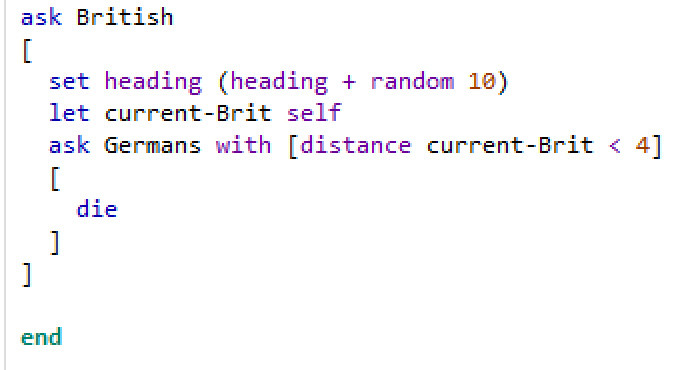 ask British
[
set heading (heading + random 10)
let current-Brit self
ask Germans with [distance current-Brit < 4]
[
die
]
]
end